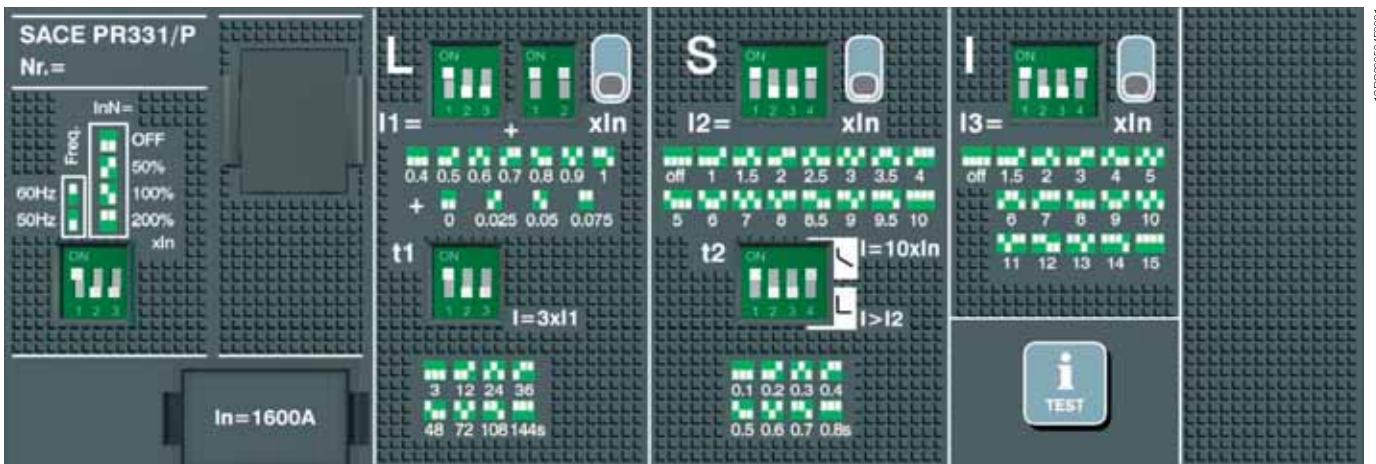 SACE PR331/P
Nr.=
InN=
Freq.
OFF
50%
60Hz
100%
50Hz
200%
xIn
ON
1 2 3
In=1600A
L
ON
1 2 3
ON
1 2
I1=
+
xIn
0.4 0.5 0.6 0.7 0.8 0.9 1
+
0 0.025 0.05 0.075
t1
ON
1 2 3
I=3xI1
3 12 24 36
48 72 108 144s
S
ON
1 2 3 4
I2=
xIn
off 1 1.5 2 2.5 3 3.5 4
5 6 7 8 8.5 9 9.5 10
t2
ON
1 2 3 4
I=10xIn
I>I2
0.1 0.2 0.3 0.4
0.5 0.6 0.7 0.8s
I
ON
1 2 3 4
I3=
xIn
off 1.5 2 3 4 5
6 7 8 9 10
11 12 13 14 15
i
TEST